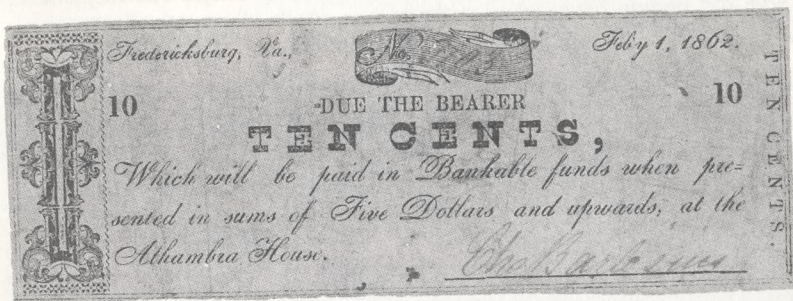 Fredericksburg, Va., No. Feb'y 1, 1862.
10 DUE THE BEARER 10
TEN CENTS,
Which will be paid in Bankable funds when pre=
sented in sums of Five Dollars and upwards, at the
Alhambra House.
TEN CENTS.